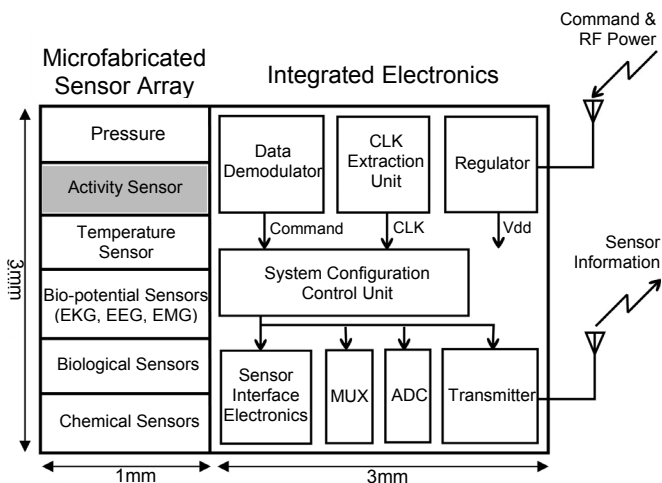 Command &
RF Power
Microfabricated
Sensor Array
Integrated Electronics
Pressure
Activity Sensor
Temperature
Sensor
Bio-potential Sensors
(EKG, EEG, EMG)
Biological Sensors
Chemical Sensors
3mm
Data
Demodulator
CLK
Extraction
Unit
Regulator
Command
CLK
Vdd
System Configuration
Control Unit
Sensor
Interface
Electronics
MUX
ADC
Transmitter
Sensor
Information
1mm
3mm